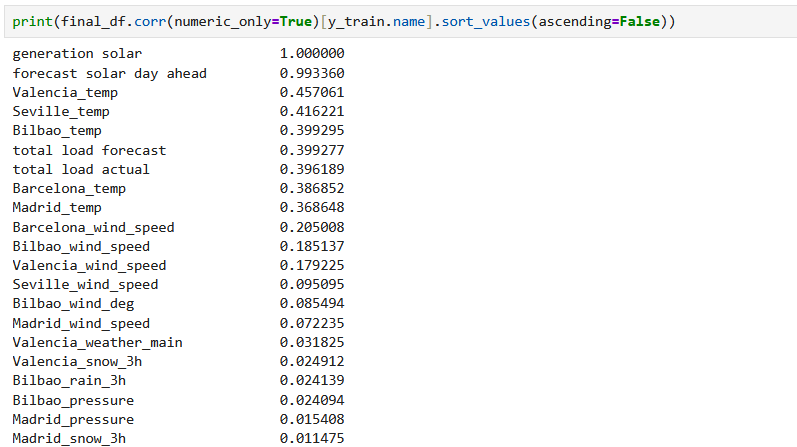 print(final_df.corr(numeric_only=True)[y_train.name].sort_values(ascending=False))
generation solar 1.000000
forecast solar day ahead 0.993360
Valencia_temp 0.457061
Seville_temp 0.416221
Bilbao_temp 0.399295
total load forecast 0.399277
total load actual 0.396189
Barcelona_temp 0.386852
Madrid_temp 0.368648
Barcelona_wind_speed 0.205008
Bilbao_wind_speed 0.185137
Valencia_wind_speed 0.179225
Seville_wind_speed 0.095095
Bilbao_wind_deg 0.085494
Madrid_wind_speed 0.072235
Valencia_weather_main 0.031825
Valencia_snow_3h 0.024912
Bilbao_rain_3h 0.024139
Bilbao_pressure 0.024094
Madrid_pressure 0.015408
Madrid_snow_3h 0.011475